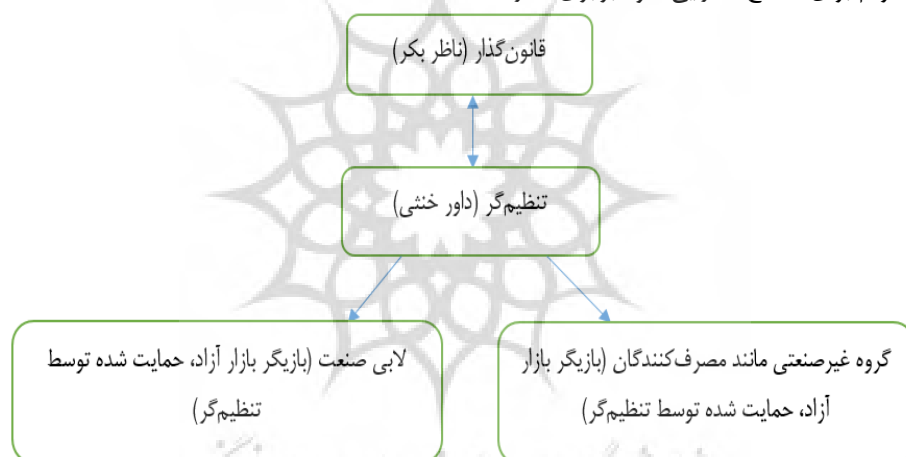 قانون‌گذار (ناظر بکر)
تنظیم‌گر (داور خنثی)
گروه غیرصنعتی مانند مصرف‌کنندگان (بازیگر بازار
آزاد، حمایت شده توسط تنظیم‌گر)
لابی صنعت (بازیگر بازار آزاد، حمایت شده توسط
تنظیم‌گر)